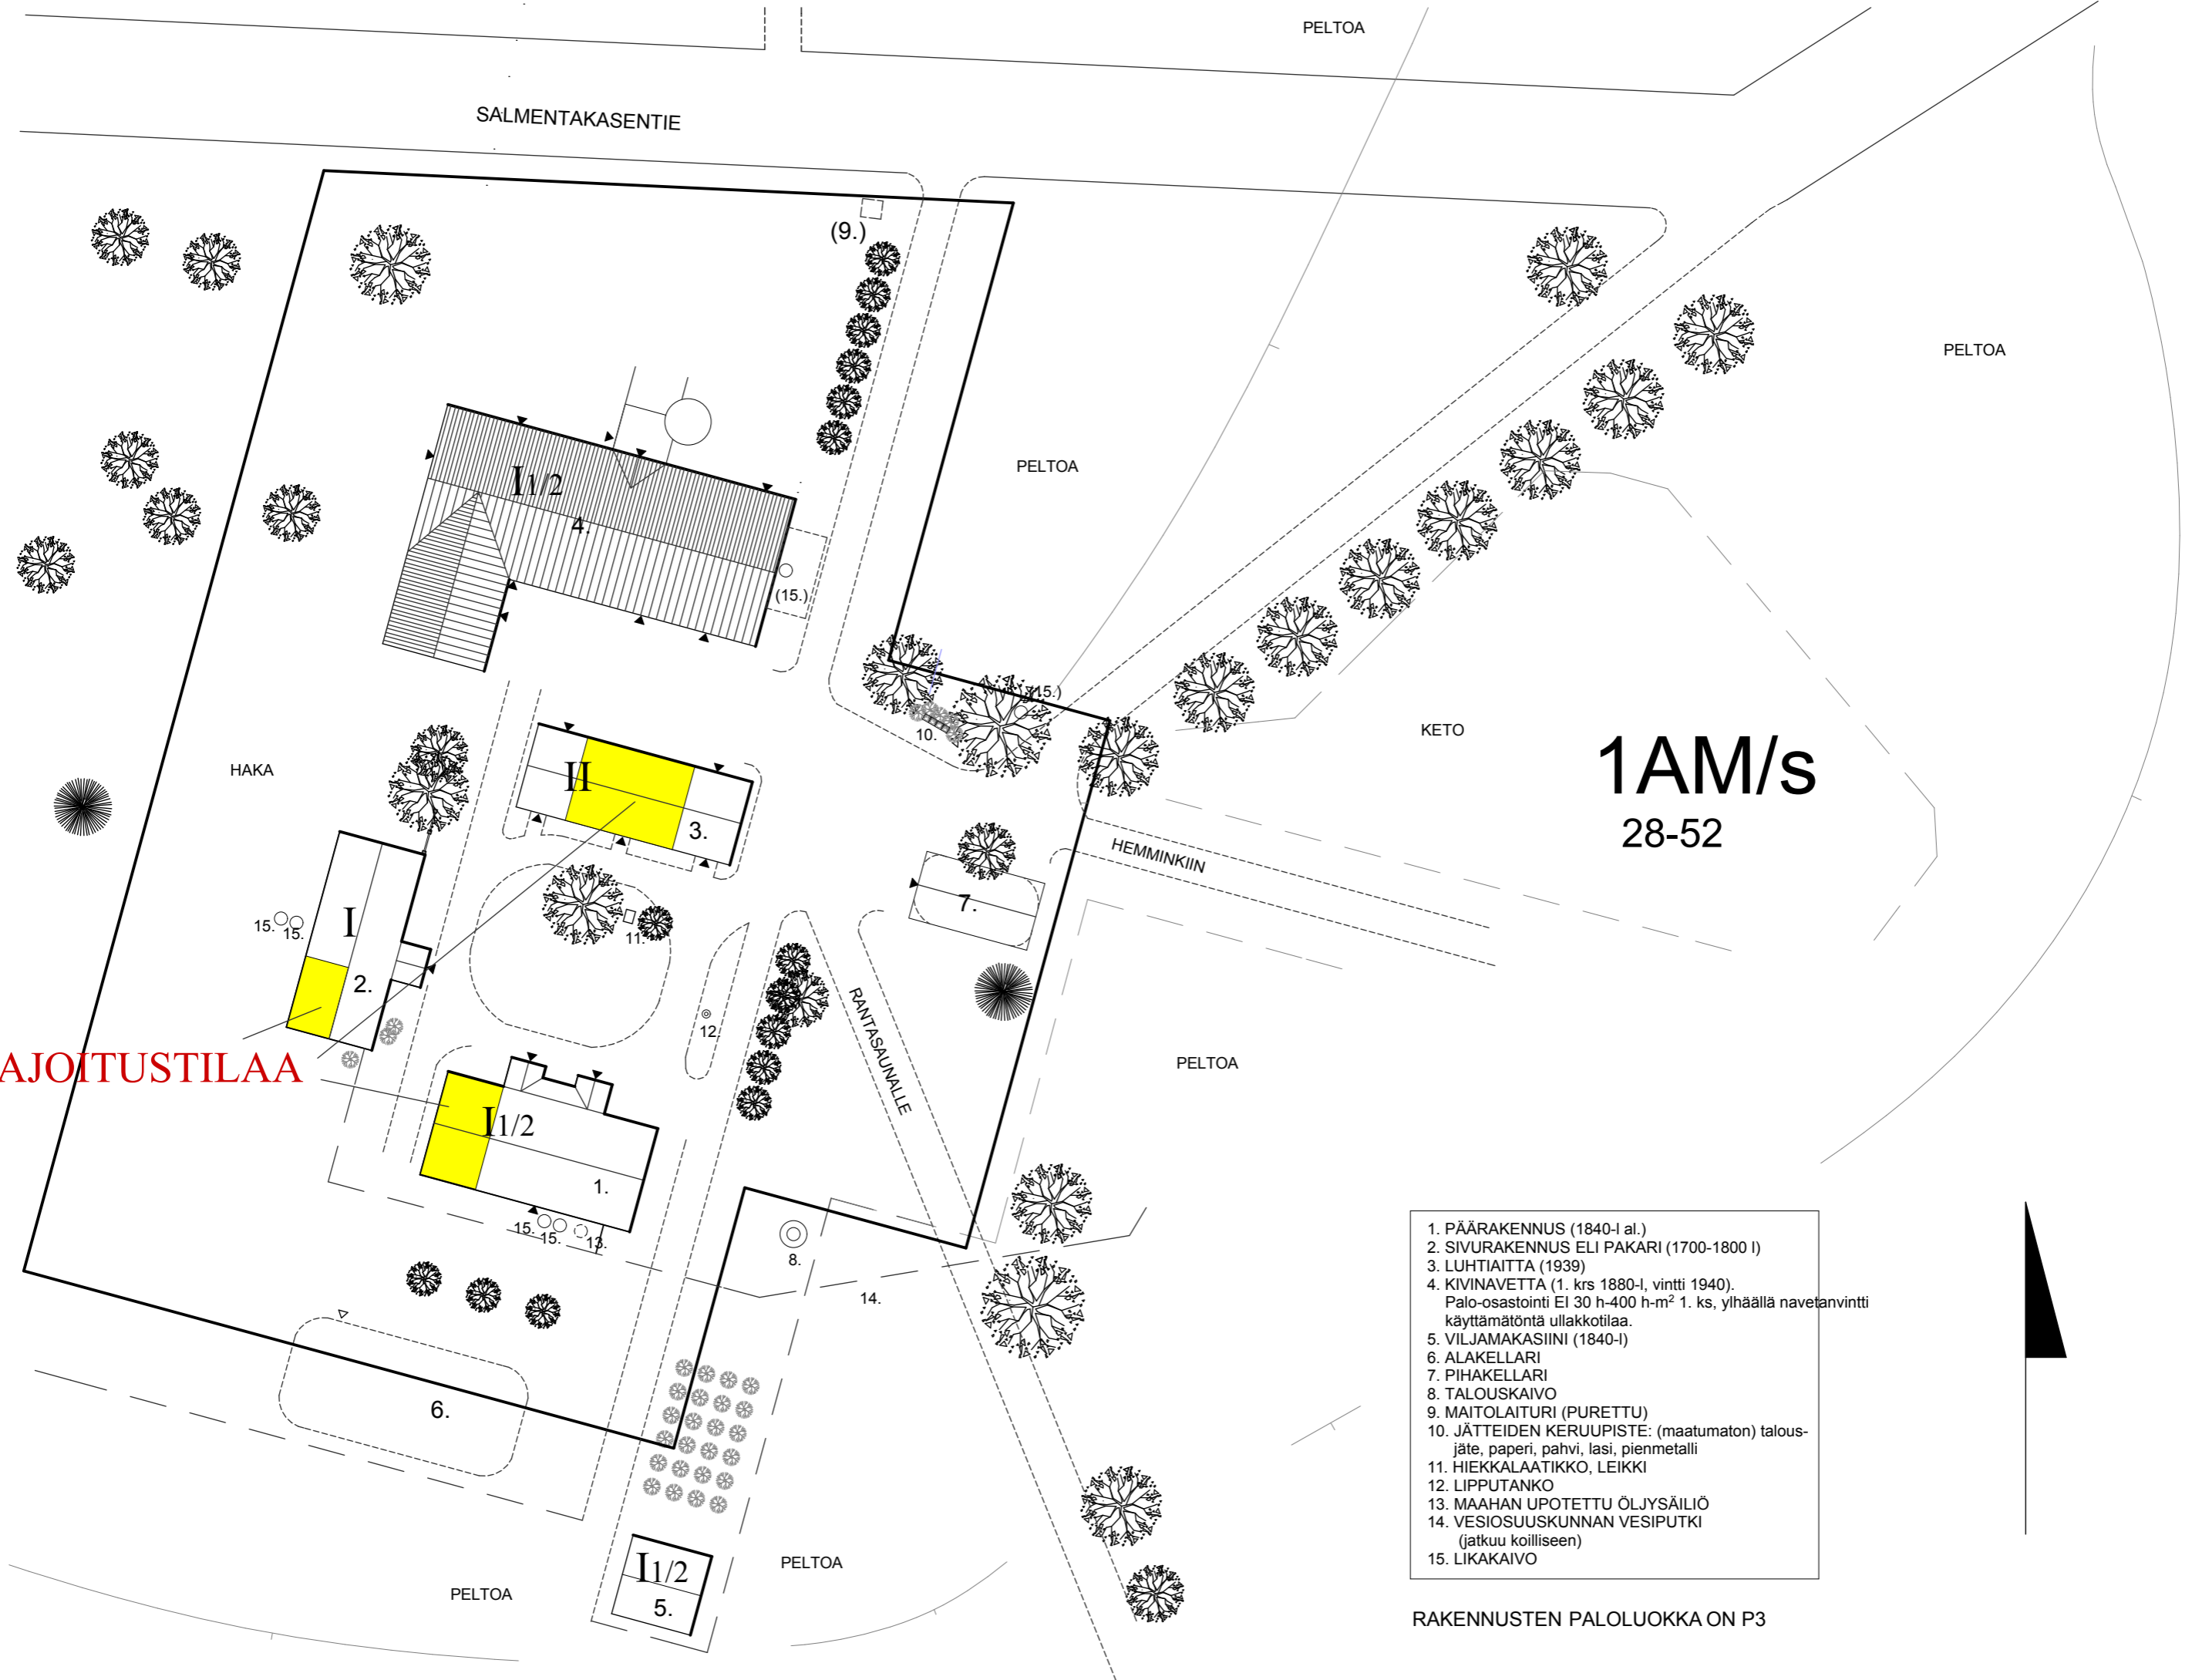 PELTOA
SALMENTAKASENTIE
(9.)
PELTOA
PELTOA
I1/2
4.
(15.)
(15.)
10.
KETO
1AM/s
28-52
HAKA
II
3.
HEMMINKIIN
7.
15.
15.
I
2.
11.
12.
RANTASAUNALLE
AJOITUSTILAA
PELTOA
I1/2
1.
15.
15.
13.
8.
14.
6.
I1/2
5.
PELTOA
PELTOA
1. PÄÄRAKENNUS (1840-l al.)
2. SIVURAKENNUS ELI PAKARI (1700-1800 l)
3. LUHTIAITTA (1939)
4. KIVINAVETTA (1. krs 1880-l, vintti 1940).
Palo-osastointi EI 30 h-400 h-m² 1. ks, ylhäällä navetanvintti
käyttämätöntä ullakkotilaa.
5. VILJAMAKASIINI (1840-l)
6. ALAKELLARI
7. PIHAKELLARI
8. TALOUSKAIVO
9. MAITOLAITURI (PURETTU)
10. JÄTTEIDEN KERUUPISTE: (maatumaton) talous-
jäte, paperi, pahvi, lasi, pienmetalli
11. HIEKKALAATIKKO, LEIKKI
12. LIPPUTANKO
13. MAAHAN UPOTETTU ÖLJYSÄILIÖ
14. VESIOSUUSKUNNAN VESIPUTKI
(jatkuu koilliseen)
15. LIKAKAIVO
RAKENNUSTEN PALOLUOKKA ON P3